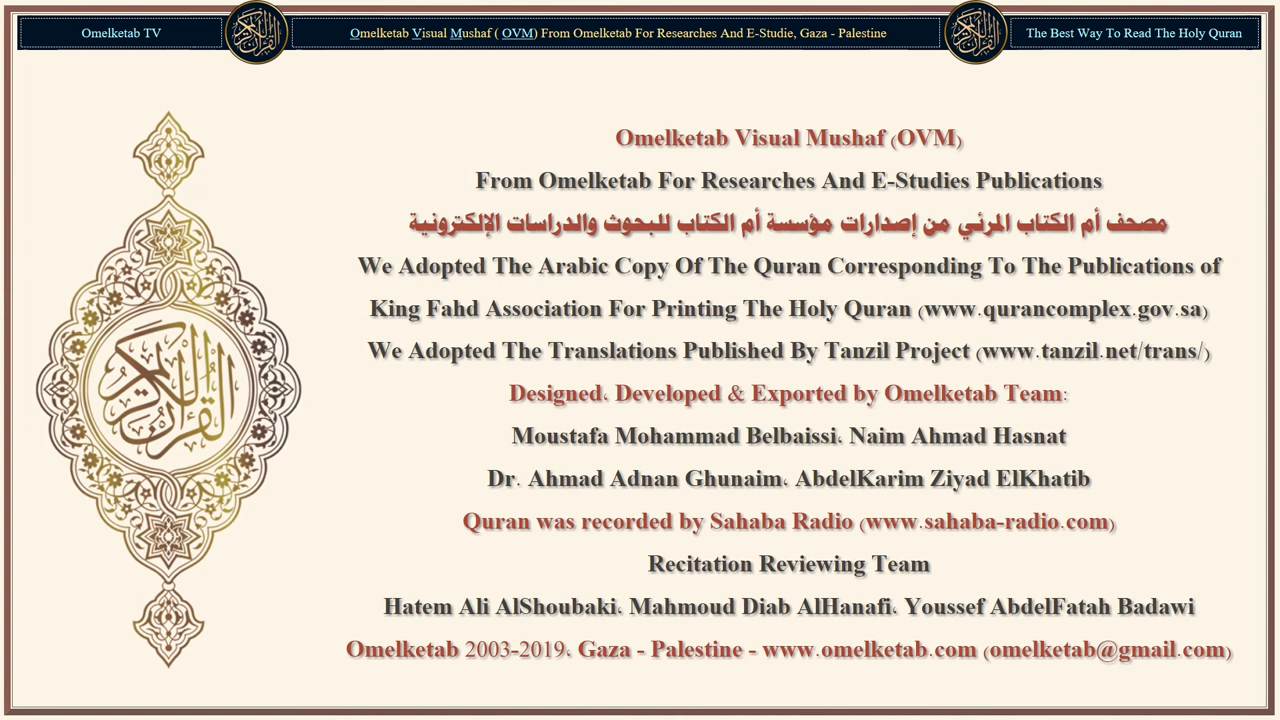 Omelketab TV
Omelketab Visual Mushaf ( OVM) From Omelketab For Researches And E-Studie, Gaza - Palestine
The Best Way To Read The Holy Quran
Omelketab Visual Mushaf (OVM)
From Omelketab For Researches And E-Studies Publications
مصحف أم الكتاب المرئي من إصدارات مؤسسة أم الكتاب للبحوث والدراسات الإلكترونية
We Adopted The Arabic Copy Of The Quran Corresponding To The Publications of
King Fahd Association For Printing The Holy Quran (www.qurancomplex.gov.sa)
We Adopted The Translations Published By Tanzil Project (www.tanzil.net/trans/)
Designed، Developed & Exported by Omelketab Team:
Moustafa Mohammad Belbaissi، Naim Ahmad Hasnat
Dr. Ahmad Adnan Ghunaim، AbdelKarim Ziyad ElKhatib
Quran was recorded by Sahaba Radio (www.sahaba-radio.com)
Recitation Reviewing Team
Hatem Ali AlShoubaki، Mahmoud Diab AlHanafi، Youssef AbdelFatah Badawi
Omelketab 2003-2019، Gaza - Palestine - www.omelketab.com (omelketab@gmail.com)
القرآن الكريم